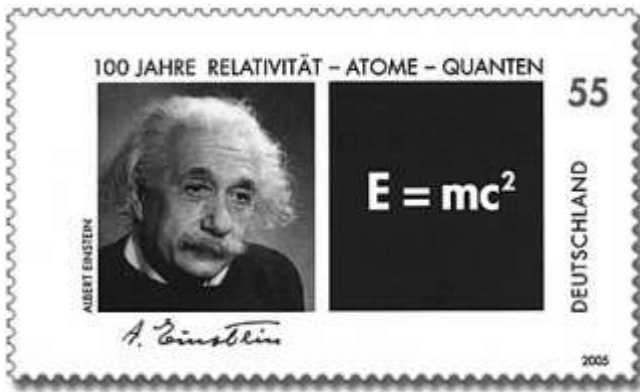 100 JAHRE RELATIVITÄT – ATOME – QUANTEN
55
E = mc²
DEUTSCHLAND
ALBERT EINSTEIN
A. Einstein
2005